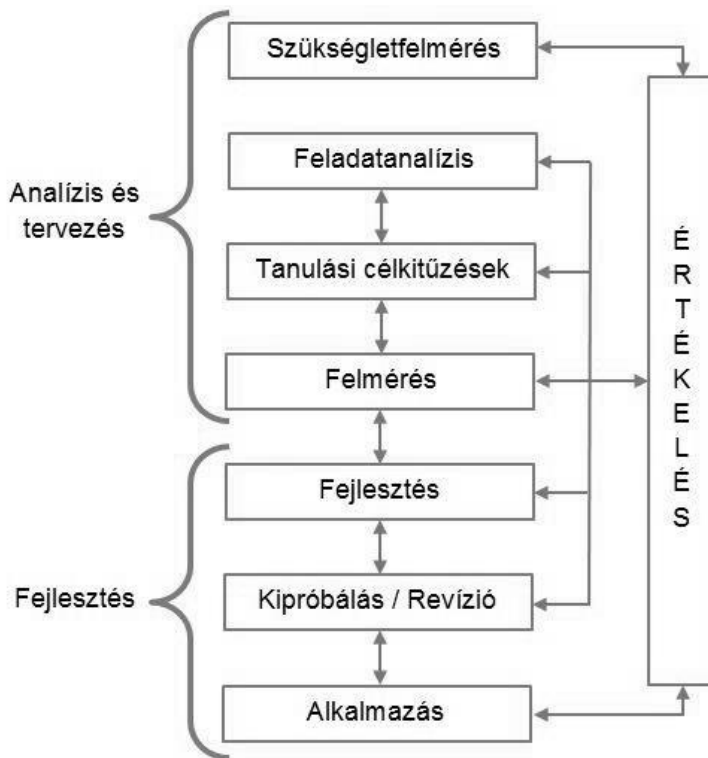 Szükségletfelmérés
Feladatanalízis
Analízis és
tervezés
Tanulási célkitűzések
Felmérés
Fejlesztés
Fejlesztés
Kipróbálás / Revízió
Alkalmazás
É
R
T
É
K
E
L
É
S